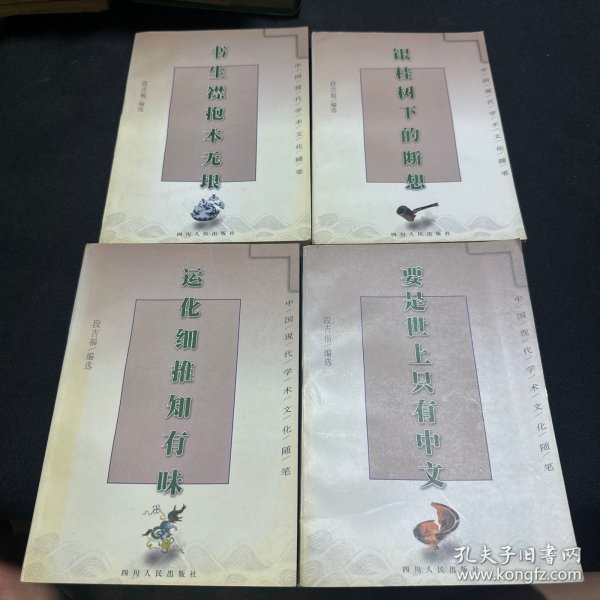 书生襟抱本无垠
段吉福/编选
中/国/现/代/学/术/文/化/随/笔
四川人民出版社
银桂树下的断想
段吉福/编选
中/国/现/代/学/术/文/化/随/笔
四川人民出版社
运化细推知有味
段吉福/编选
中/国/现/代/学/术/文/化/随/笔
四川人民出版社
要是世上只有中文
段吉福/编选
中/国/现/代/学/术/文/化/随/笔
四川人民出版社
孔夫子旧书网
www.kongfz.com